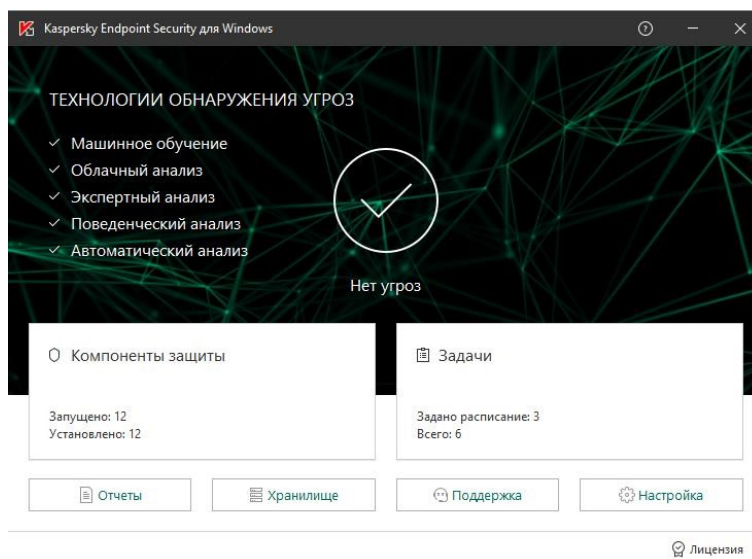 Kaspersky Endpoint Security для Windows
ТЕХНОЛОГИИ ОБНАРУЖЕНИЯ УГРОЗ
Машинное обучение
Облачный анализ
Экспертный анализ
Поведенческий анализ
Автоматический анализ
Нет угроз
Компоненты защиты
Запущено: 12
Установлено: 12
Задачи
Задано расписание: 3
Всего: 6
Отчеты
Хранилище
Поддержка
Настройка
Лицензия